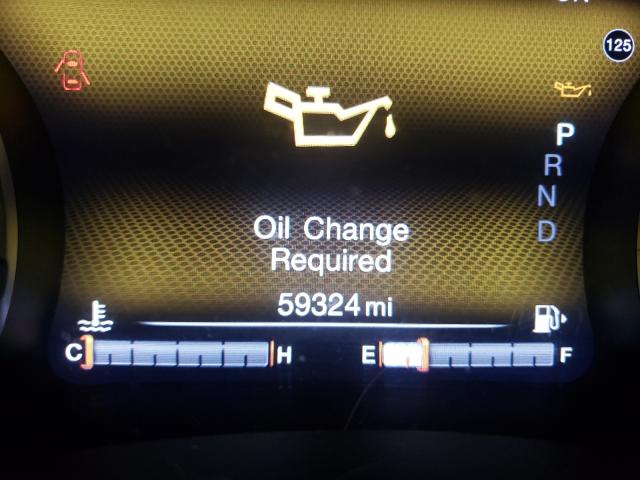 125
P
R
N
D
Oil Change
Required
59324 mi
C H E F